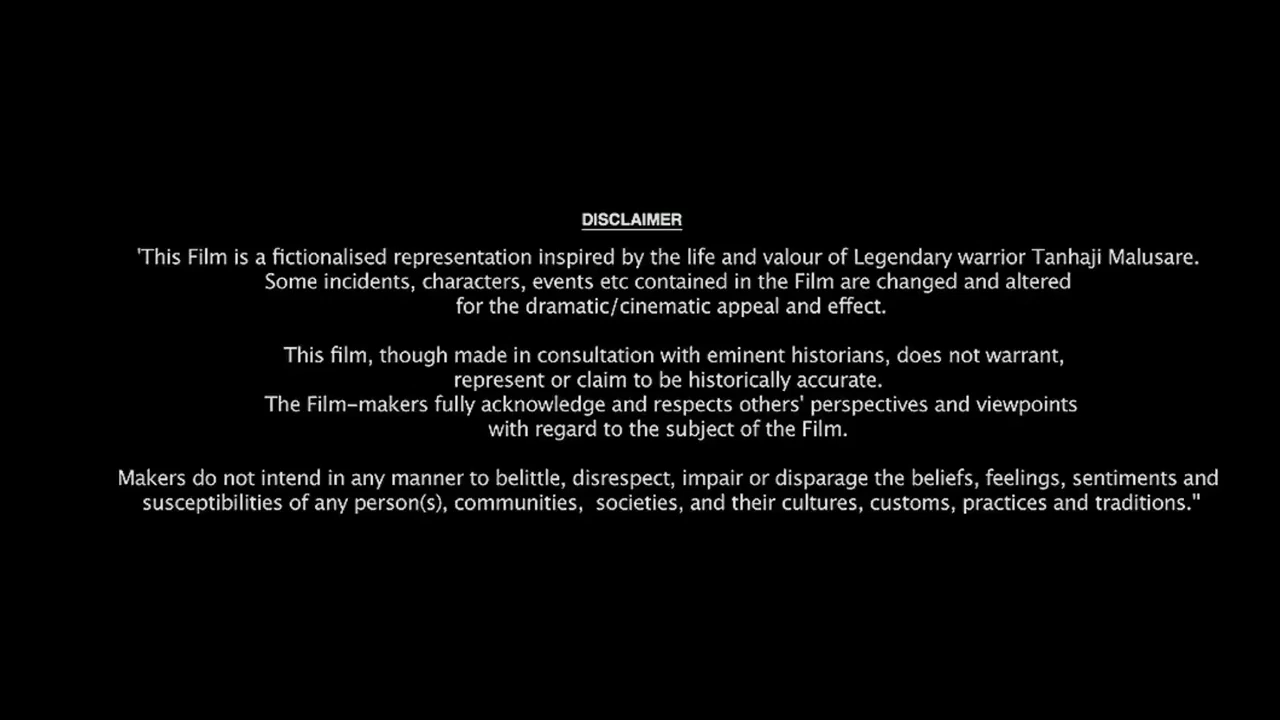 DISCLAIMER
'This Film is a fictionalised representation inspired by the life and valour of Legendary warrior Tanhaji Malusare.
Some incidents, characters, events etc contained in the Film are changed and altered
for the dramatic/cinematic appeal and effect.
This film, though made in consultation with eminent historians, does not warrant,
represent or claim to be historically accurate.
The Film-makers fully acknowledge and respects others' perspectives and viewpoints
with regard to the subject of the Film.
Makers do not intend in any manner to belittle, disrespect, impair or disparage the beliefs, feelings, sentiments and
susceptibilities of any person(s), communities,  societies, and their cultures, customs, practices and traditions."